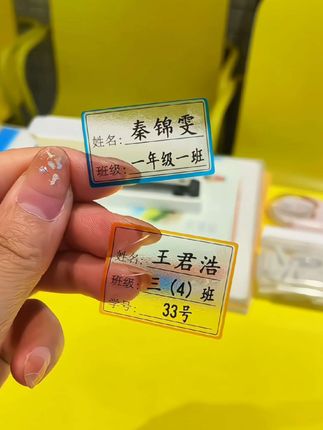 姓名: 秦锦雯
班级: 一年级一班
姓名: 王君浩
班级: 三(4)班
学号: 33号